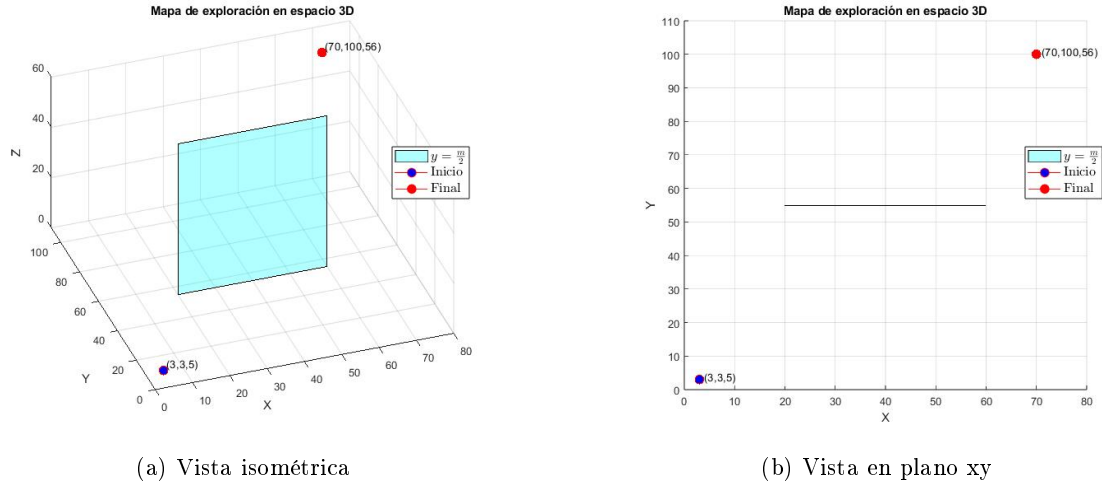 Mapa de exploración en espacio 3D
(70,100,56)
60
40
20
0
Z
100
80
60
40
20
0
Y
(3,3,5)
0
10
20
30
40
50
60
70
80
X
y = m/2
Inicio
Final
(a) Vista isométrica
Mapa de exploración en espacio 3D
110
100
90
80
70
60
50
40
30
20
10
0
Y
(70,100,56)
y = m/2
Inicio
Final
(3,3,5)
0
10
20
30
40
50
60
70
80
X
(b) Vista en plano xy